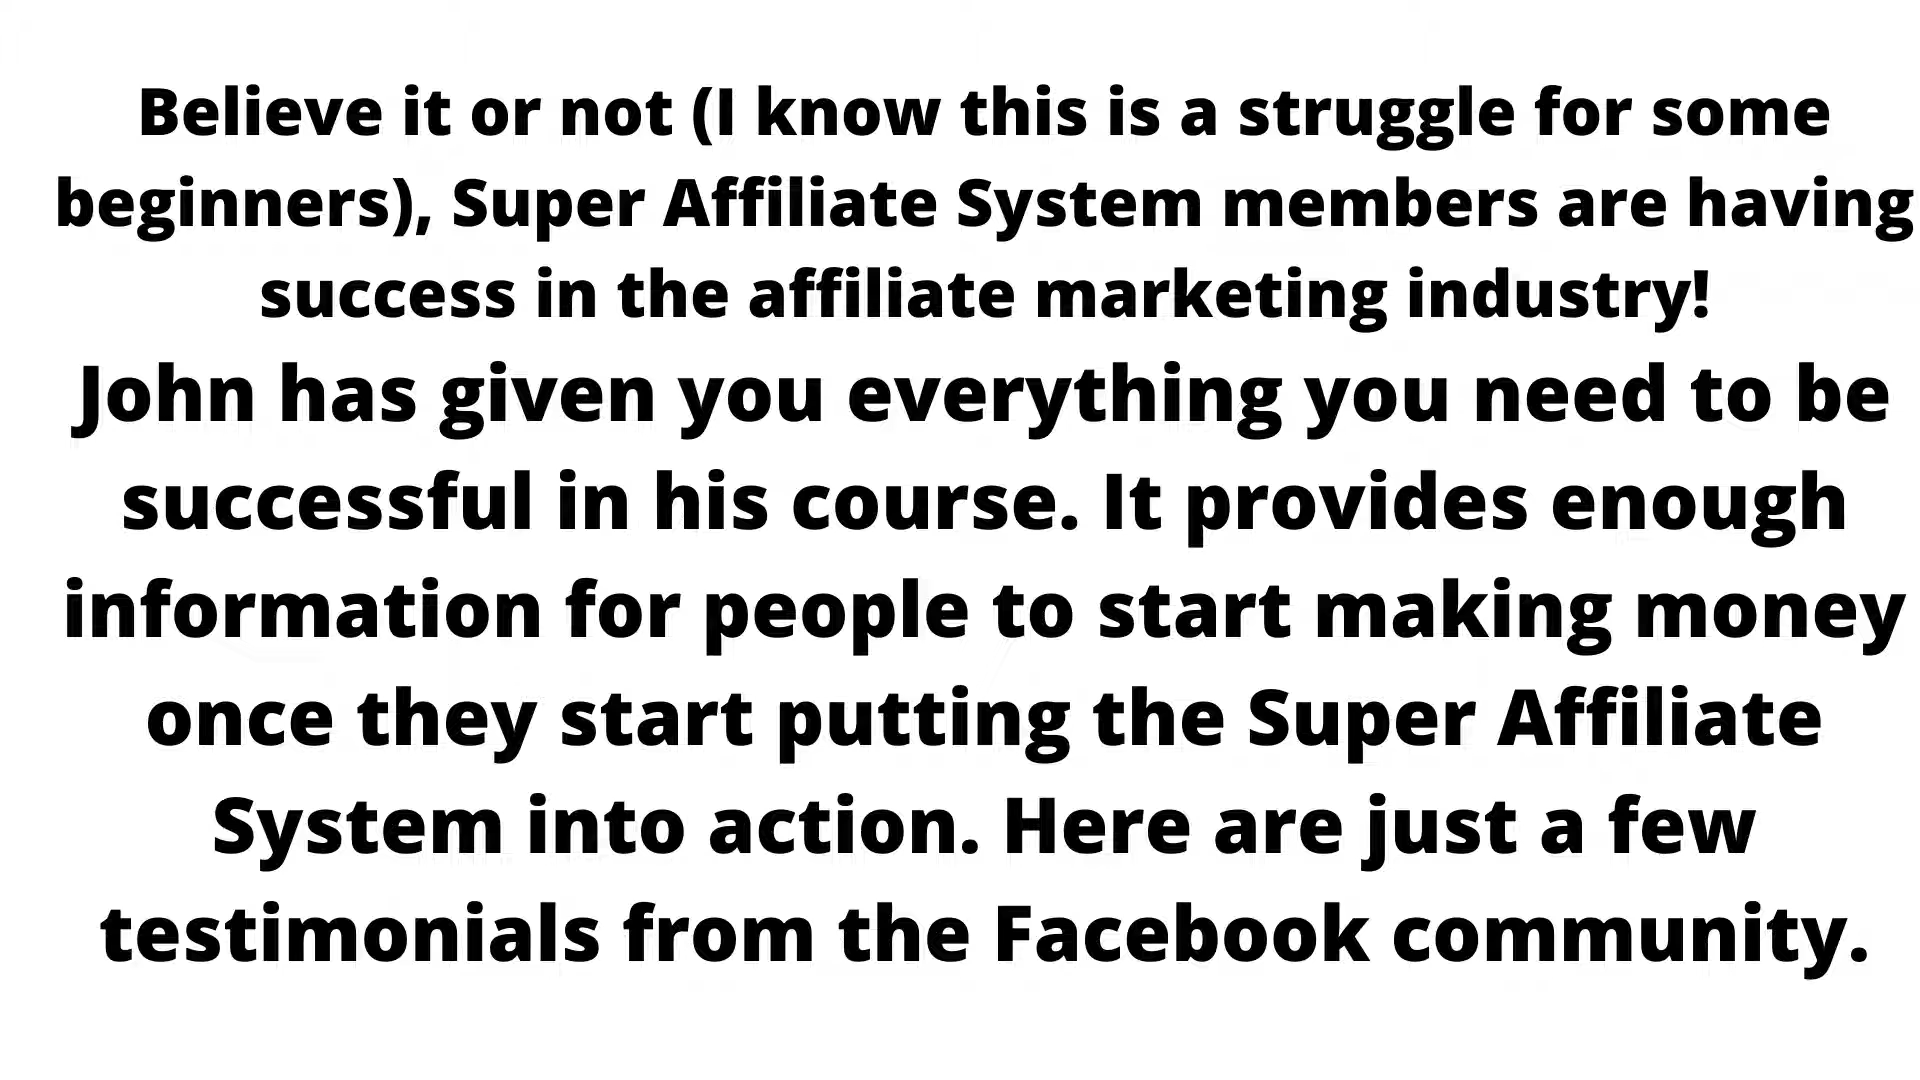 Believe it or not (I know this is a struggle for some
beginners), Super Affiliate System members are having
success in the affiliate marketing industry!
John has given you everything you need to be
successful in his course. It provides enough
information for people to start making money
once they start putting the Super Affiliate
System into action. Here are just a few
testimonials from the Facebook community.